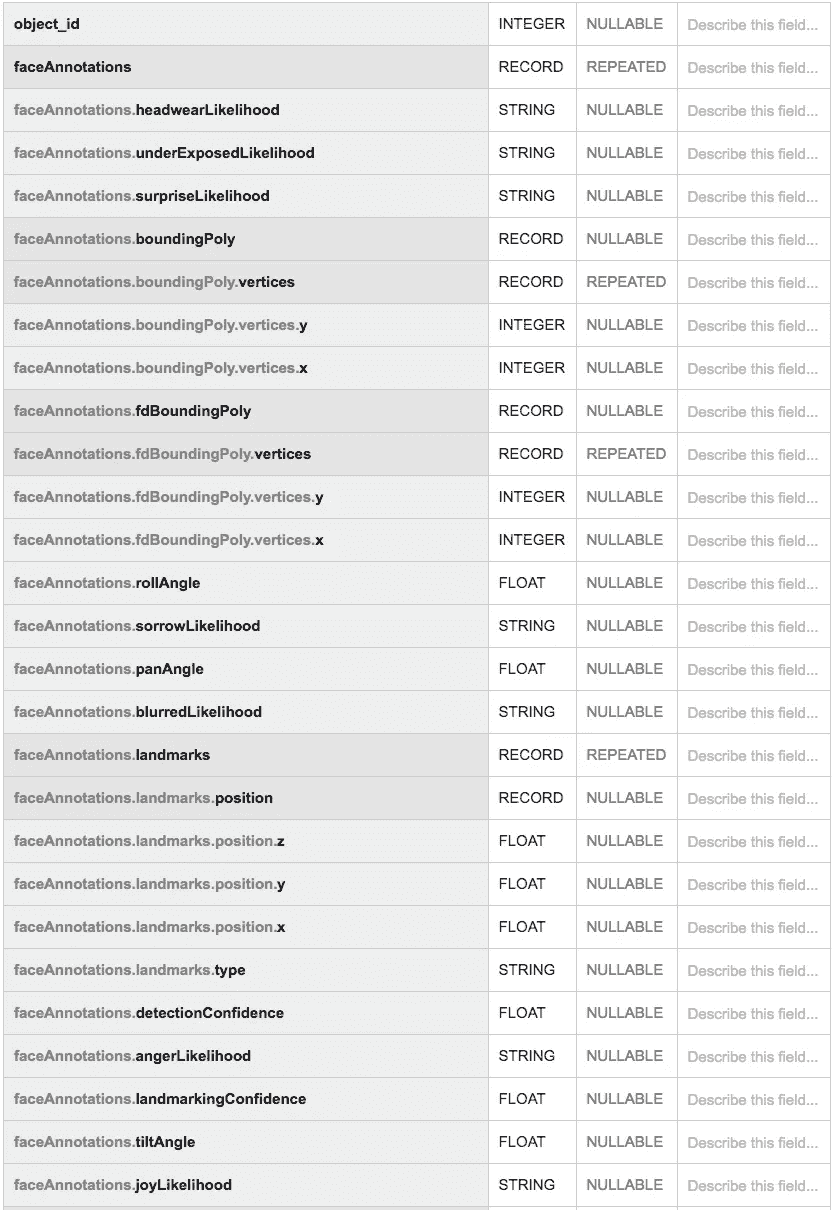 object_id INTEGER NULLABLE Describe this field...
faceAnnotations RECORD REPEATED Describe this field...
faceAnnotations.headwearLikelihood STRING NULLABLE Describe this field...
faceAnnotations.underExposedLikelihood STRING NULLABLE Describe this field...
faceAnnotations.surpriseLikelihood STRING NULLABLE Describe this field...
faceAnnotations.boundingPoly RECORD NULLABLE Describe this field...
faceAnnotations.boundingPoly.vertices RECORD REPEATED Describe this field...
faceAnnotations.boundingPoly.vertices.y INTEGER NULLABLE Describe this field...
faceAnnotations.boundingPoly.vertices.x INTEGER NULLABLE Describe this field...
faceAnnotations.fdBoundingPoly RECORD NULLABLE Describe this field...
faceAnnotations.fdBoundingPoly.vertices RECORD REPEATED Describe this field...
faceAnnotations.fdBoundingPoly.vertices.y INTEGER NULLABLE Describe this field...
faceAnnotations.fdBoundingPoly.vertices.x INTEGER NULLABLE Describe this field...
faceAnnotations.rollAngle FLOAT NULLABLE Describe this field...
faceAnnotations.sorrowLikelihood STRING NULLABLE Describe this field...
faceAnnotations.panAngle FLOAT NULLABLE Describe this field...
faceAnnotations.blurredLikelihood STRING NULLABLE Describe this field...
faceAnnotations.landmarks RECORD REPEATED Describe this field...
faceAnnotations.landmarks.position RECORD NULLABLE Describe this field...
faceAnnotations.landmarks.position.z FLOAT NULLABLE Describe this field...
faceAnnotations.landmarks.position.y FLOAT NULLABLE Describe this field...
faceAnnotations.landmarks.position.x FLOAT NULLABLE Describe this field...
faceAnnotations.landmarks.type STRING NULLABLE Describe this field...
faceAnnotations.detectionConfidence FLOAT NULLABLE Describe this field...
faceAnnotations.angerLikelihood STRING NULLABLE Describe this field...
faceAnnotations.landmarkingConfidence FLOAT NULLABLE Describe this field...
faceAnnotations.tiltAngle FLOAT NULLABLE Describe this field...
faceAnnotations.joyLikelihood STRING NULLABLE Describe this field...